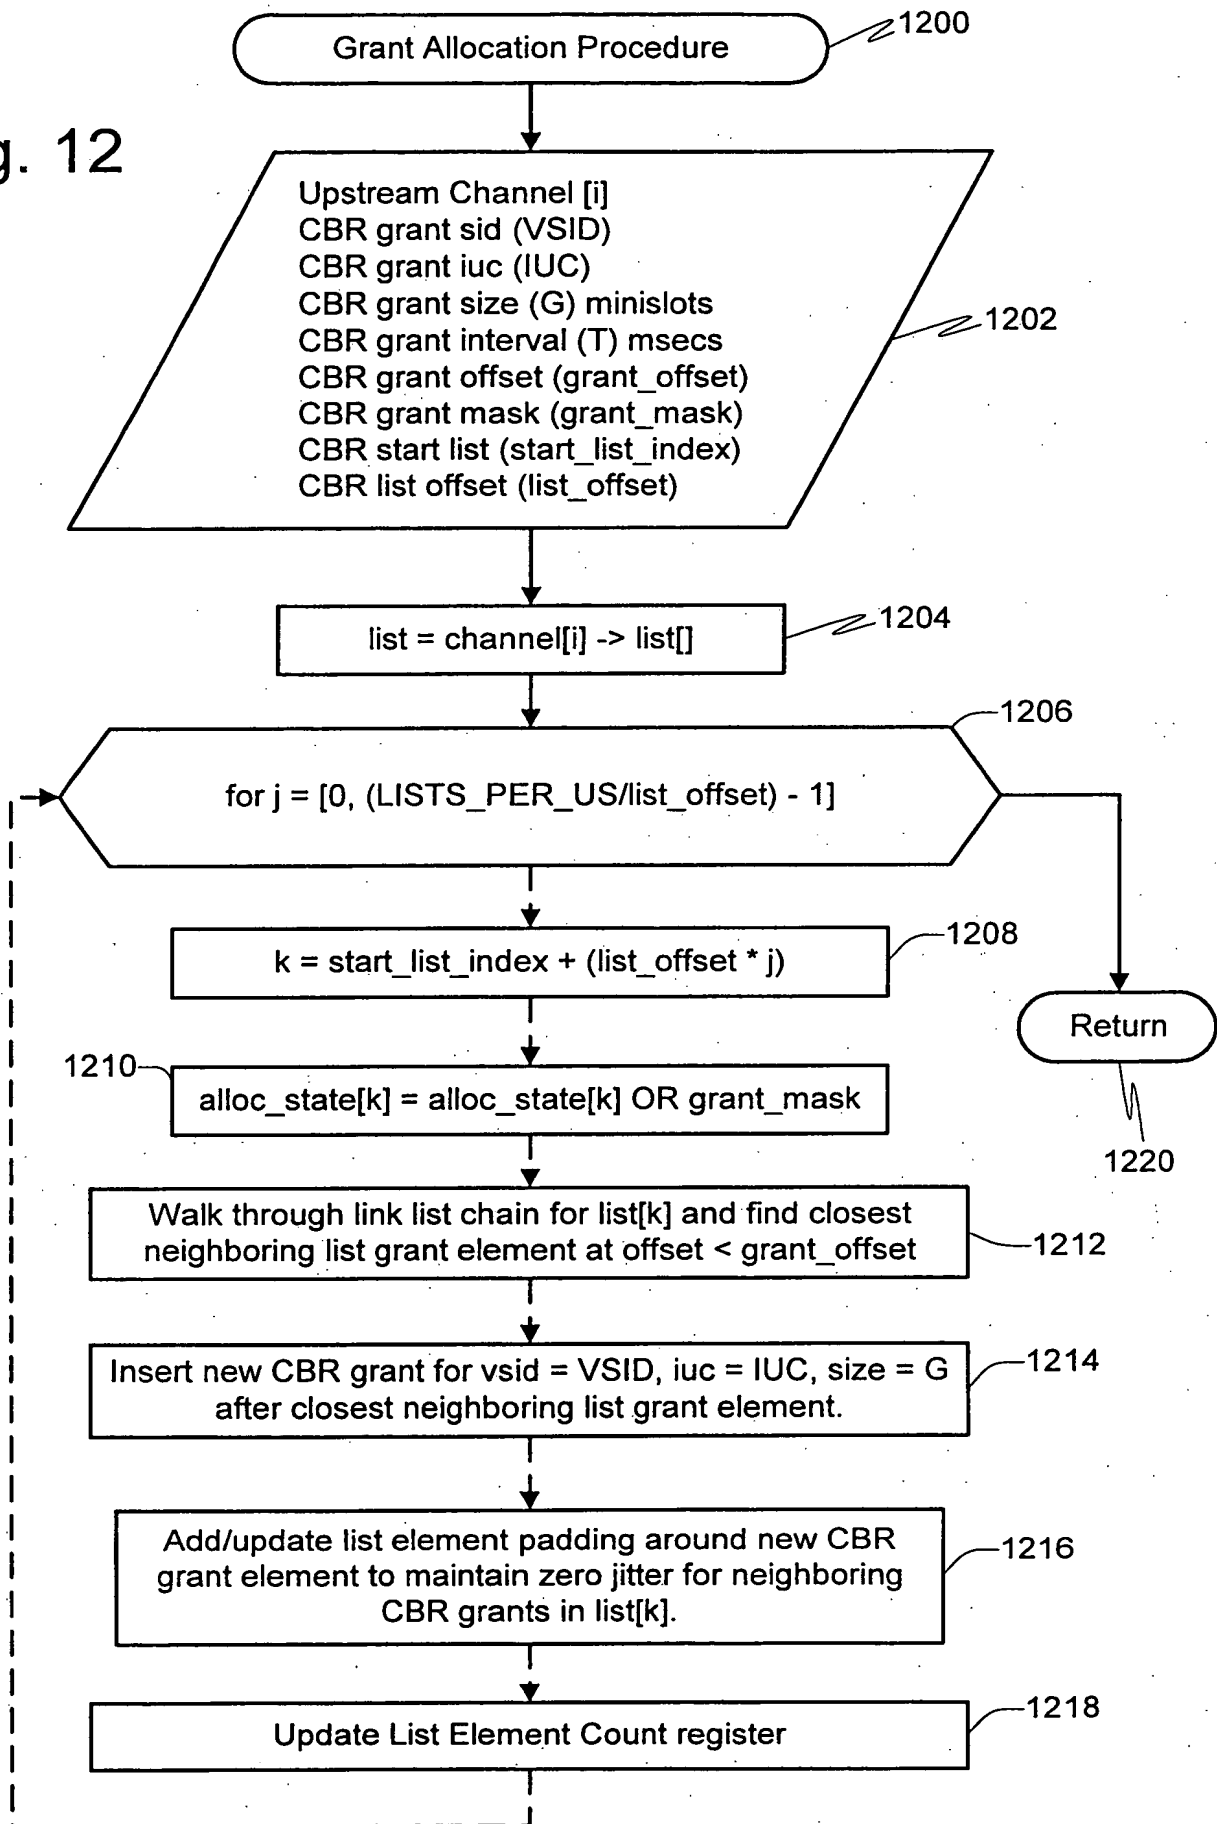 Grant Allocation Procedure
1200
g. 12
Upstream Channel [i]
CBR grant sid (VSID)
CBR grant iuc (IUC)
CBR grant size (G) minislots
CBR grant interval (T) msecs
CBR grant offset (grant_offset)
CBR grant mask (grant_mask)
CBR start list (start_list_index)
CBR list offset (list_offset)
1202
list = channel[i] -> list[]
1204
1206
for j = [0, (LISTS_PER_US/list_offset) - 1]
k = start_list_index + (list_offset * j)
1208
Return
1220
1210
alloc_state[k] = alloc_state[k] OR grant_mask
Walk through link list chain for list[k] and find closest
neighboring list grant element at offset < grant_offset
1212
Insert new CBR grant for vsid = VSID, iuc = IUC, size = G
after closest neighboring list grant element.
1214
Add/update list element padding around new CBR
grant element to maintain zero jitter for neighboring
CBR grants in list[k].
1216
Update List Element Count register
1218